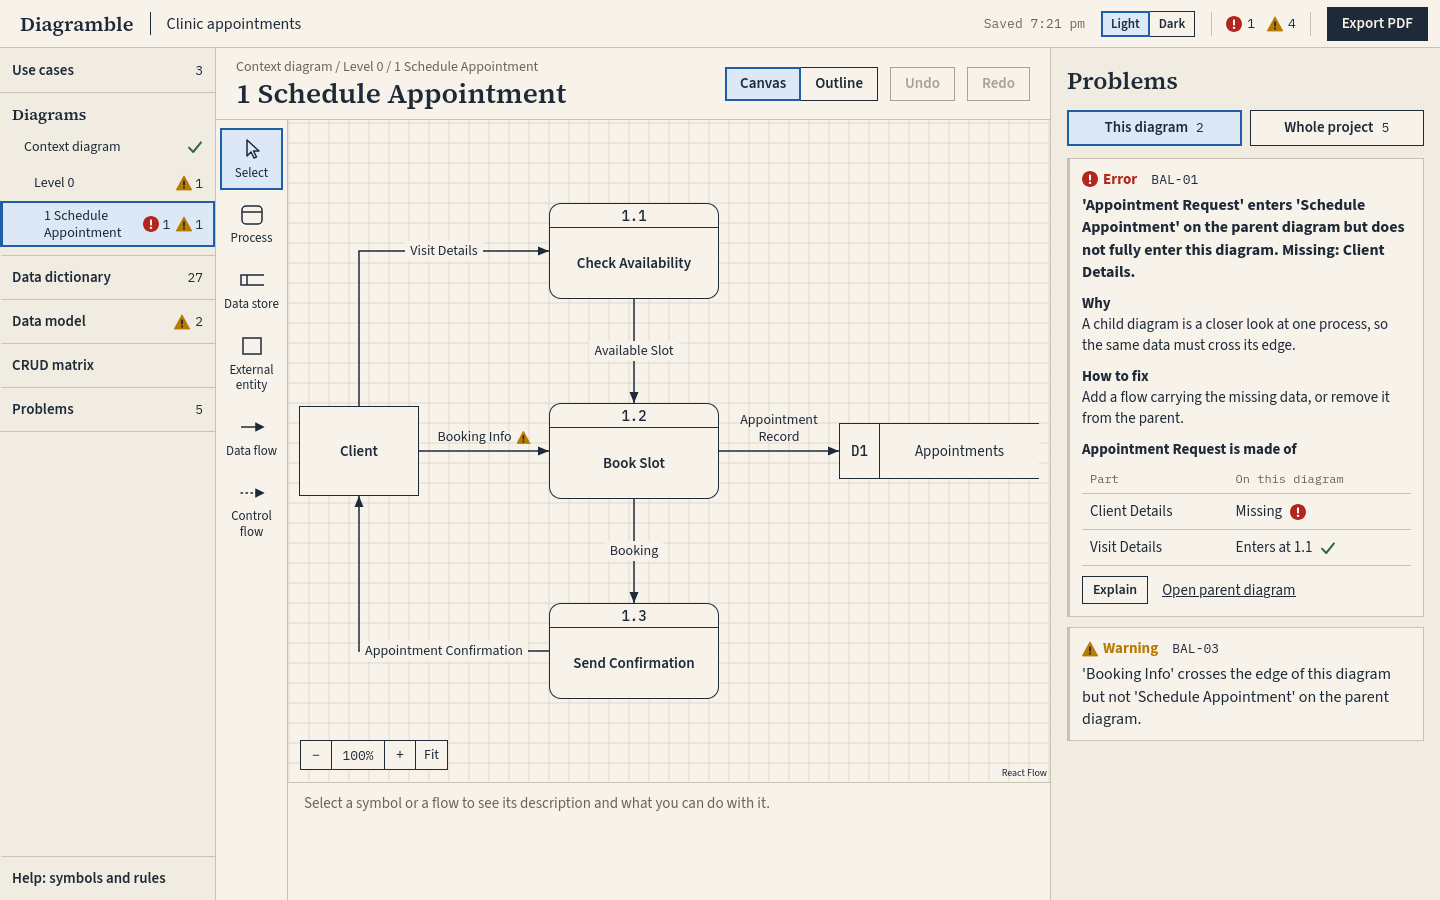 Diagramble
Clinic appointments
Saved 7:21 pm
Light
Dark
1
4
Export PDF
Use cases
3
Diagrams
Context diagram
Level 0
1
1 Schedule
Appointment
1
1
Data dictionary
27
Data model
2
CRUD matrix
Problems
5
Help: symbols and rules
Context diagram / Level 0 / 1 Schedule Appointment
1 Schedule Appointment
Canvas
Outline
Undo
Redo
Select
Process
Data store
External
entity
Data flow
Control
flow
1.1
Check Availability
Visit Details
Available Slot
Client
Booking Info
1.2
Book Slot
Appointment
Record
D1
Appointments
Booking
1.3
Send Confirmation
Appointment Confirmation
−
100%
+
Fit
React Flow
Select a symbol or a flow to see its description and what you can do with it.
Problems
This diagram 2
Whole project 5
Error
BAL-01
'Appointment Request' enters 'Schedule
Appointment' on the parent diagram but does
not fully enter this diagram. Missing: Client
Details.
Why
A child diagram is a closer look at one process, so
the same data must cross its edge.
How to fix
Add a flow carrying the missing data, or remove it
from the parent.
Appointment Request is made of
Part
On this diagram
Client Details
Missing
Visit Details
Enters at 1.1
Explain
Open parent diagram
Warning
BAL-03
'Booking Info' crosses the edge of this diagram
but not 'Schedule Appointment' on the parent
diagram.